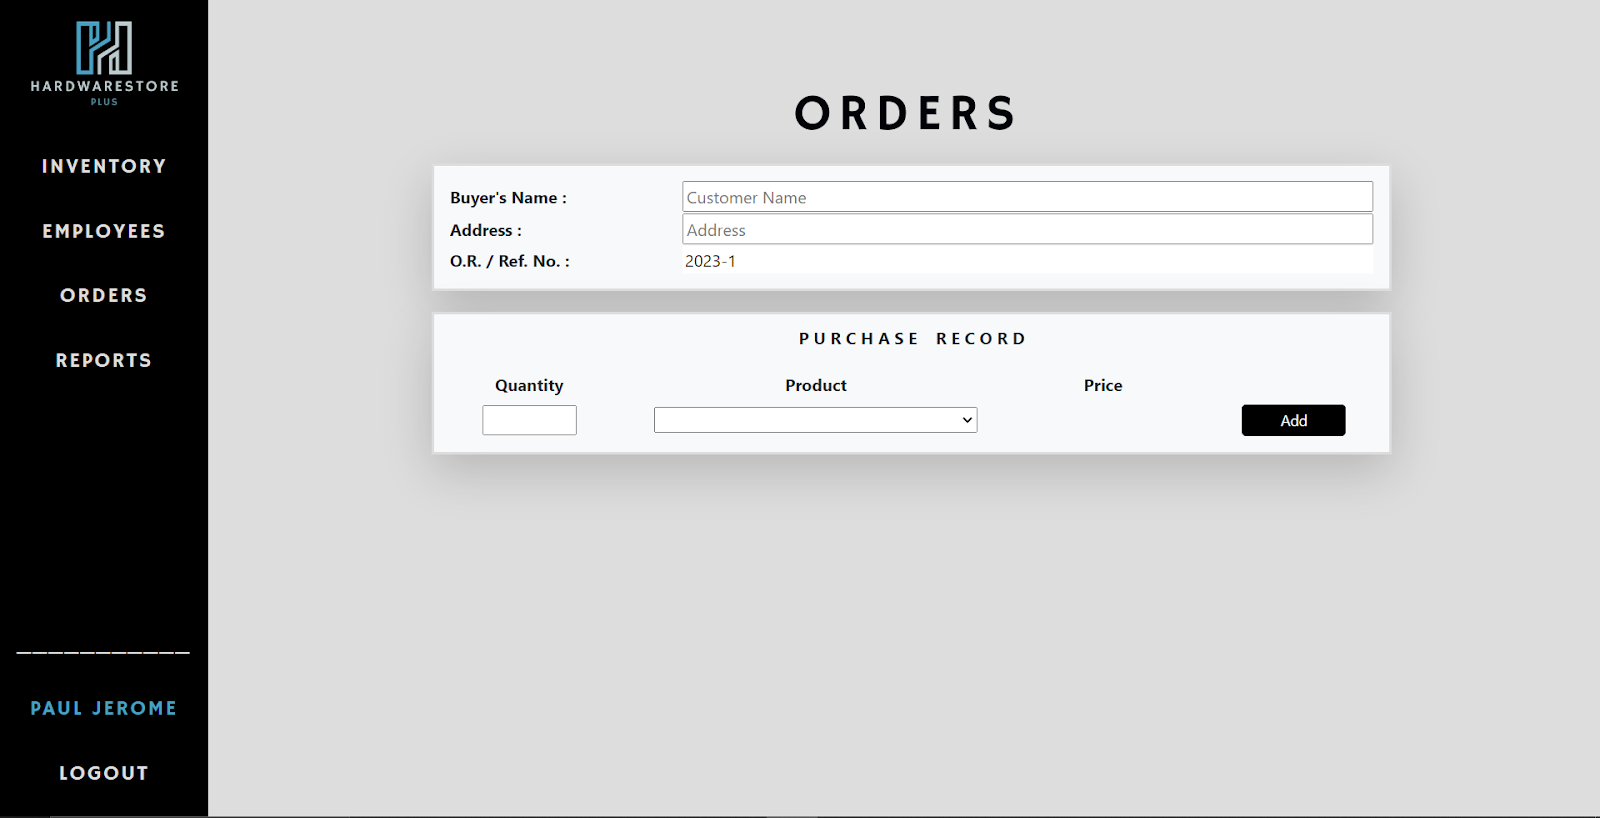 HARDWARESTORE
PLUS
INVENTORY
EMPLOYEES
ORDERS
REPORTS
PAUL JEROME
LOGOUT
ORDERS
Buyer's Name : Customer Name
Address : Address
O.R. / Ref. No. : 2023-1
PURCHASE RECORD
Quantity Product Price
Add